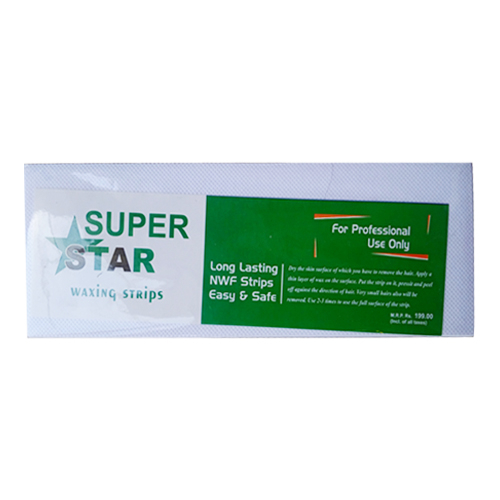 SUPER
STAR
WAXING STRIPS
Long Lasting
NWF Strips
Easy & Safe
For Professional
Use Only
Dry the skin surface of which you have to remove the hair. Apply a
thin layer of wax on the surface. Put the strip on it, press& and peel
off against the direction of hair. Very small hairs also will be
removed. Use 2-3 times to use the full surface of the strip.
M.R.P. Rs. 199.00
(Incl. of all taxes)